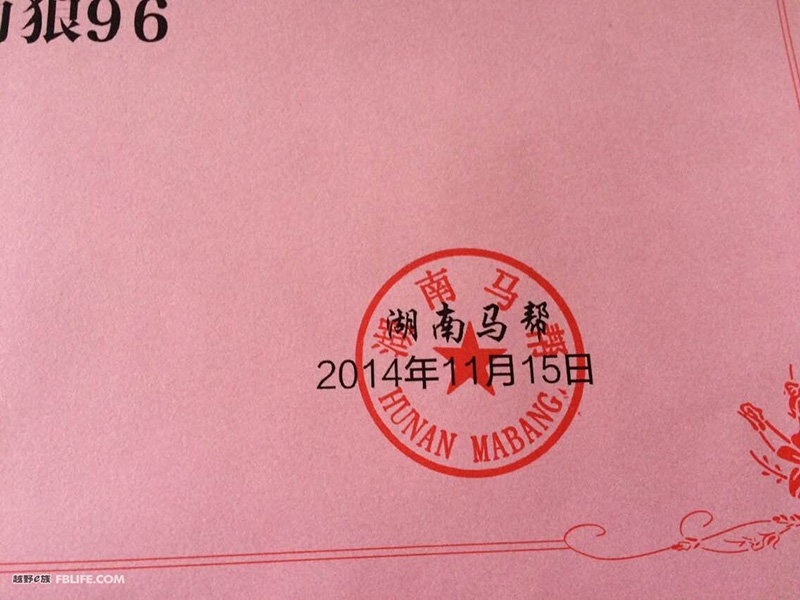 狼96
湖南马帮
湖南马帮
2014年11月15日
HUNAN MABANG
越野e族 FBLIFE.COM